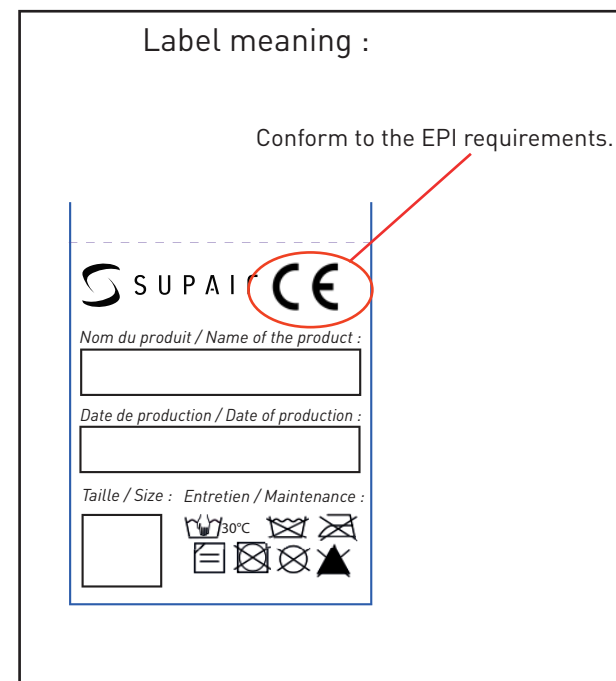 Label meaning :
Conform to the EPI requirements.
SUPAIR CE
Nom du produit / Name of the product :
Date de production / Date of production :
Taille / Size : Entretien / Maintenance :
30°C